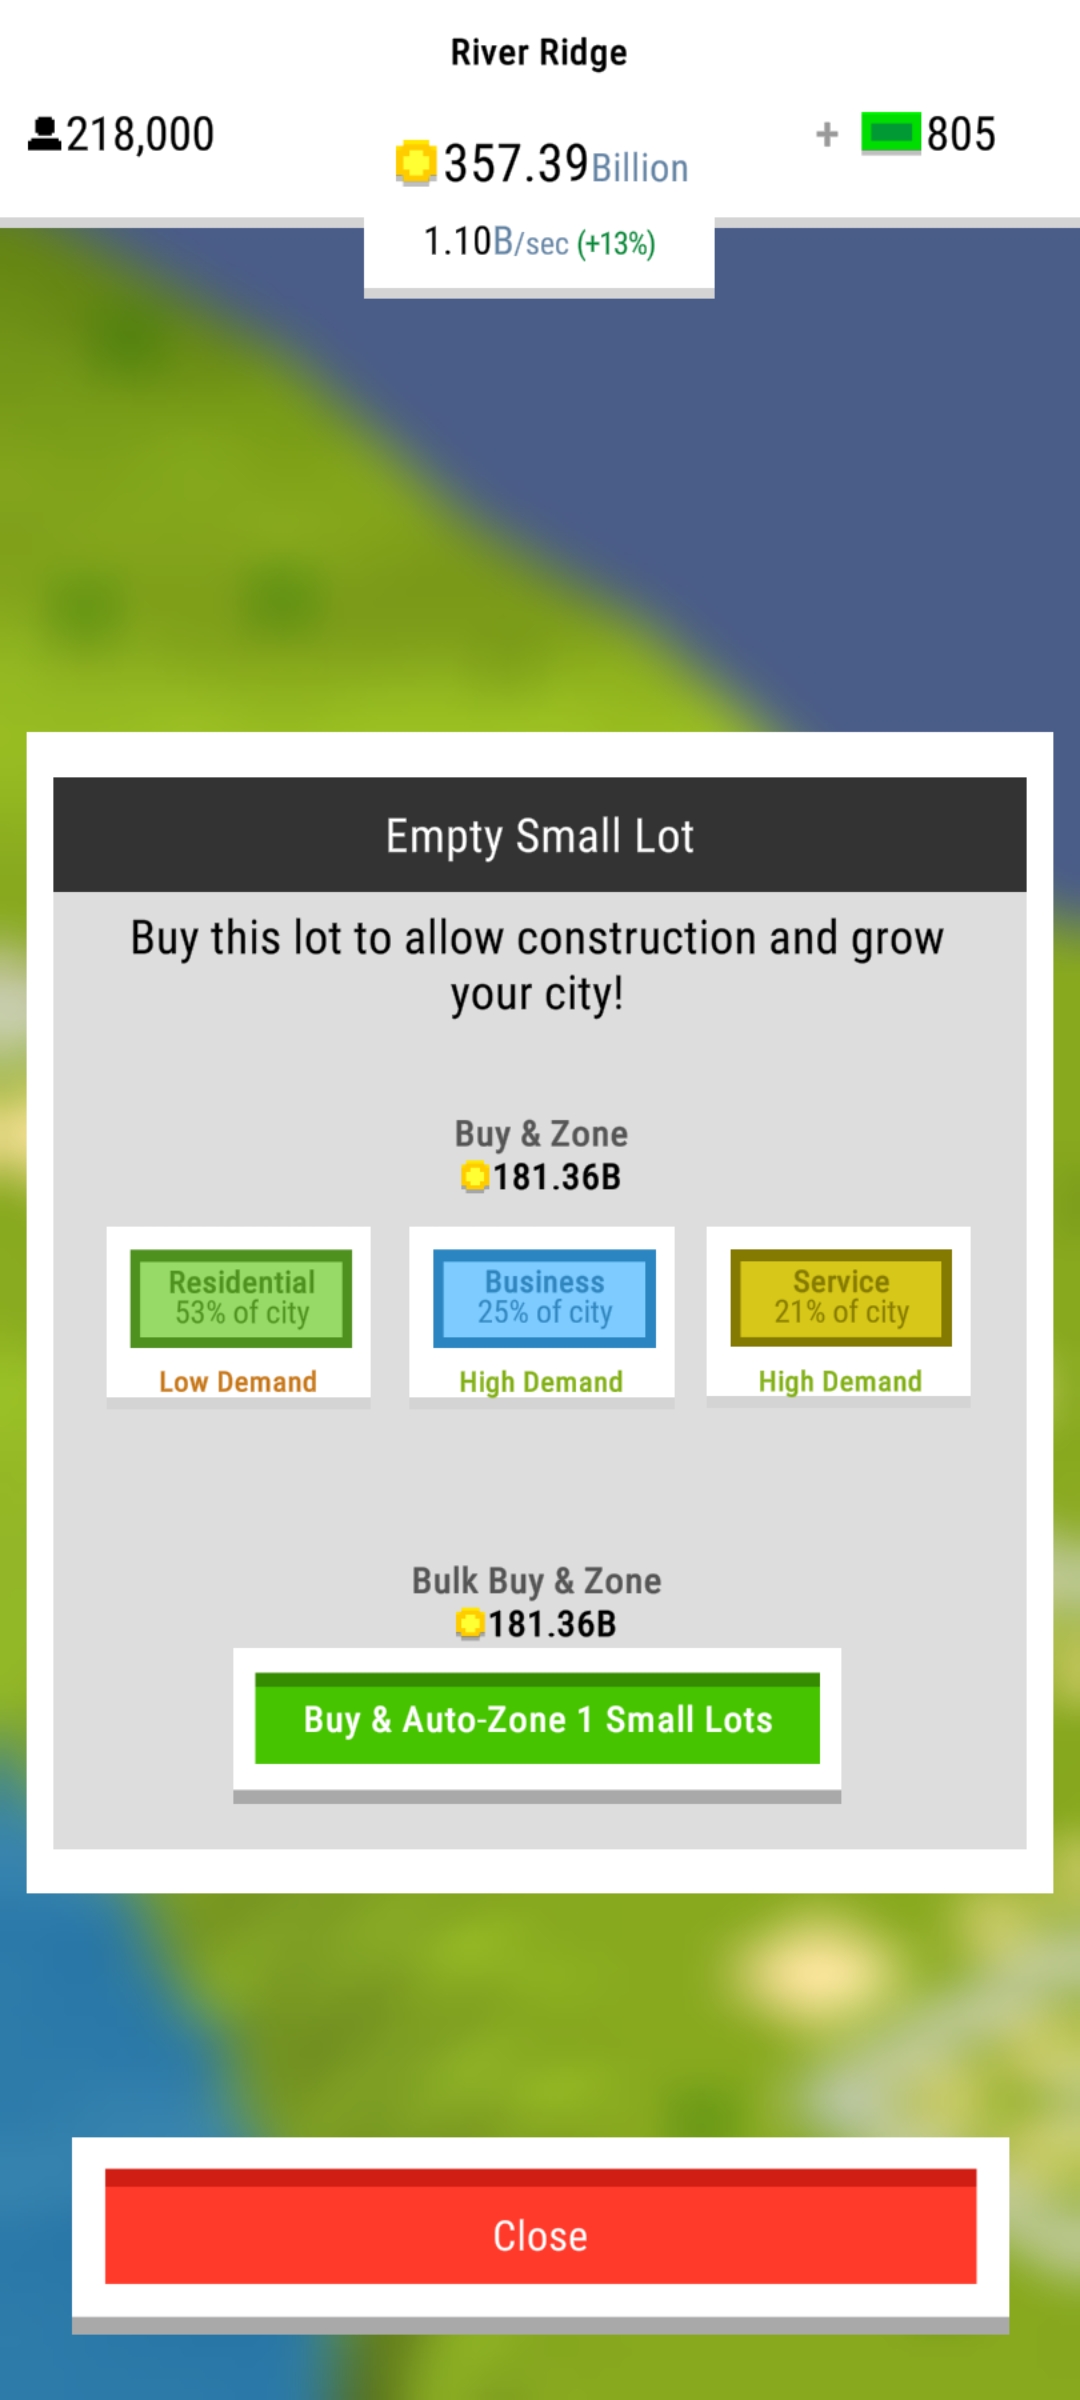 River Ridge
218,000
357.39Billion
+ 805
1.10B/sec (+13%)
Empty Small Lot
Buy this lot to allow construction and grow
your city!
Buy & Zone
181.36B
Residential
53% of city
Low Demand
Business
25% of city
High Demand
Service
21% of city
High Demand
Bulk Buy & Zone
181.36B
Buy & Auto-Zone 1 Small Lots
Close